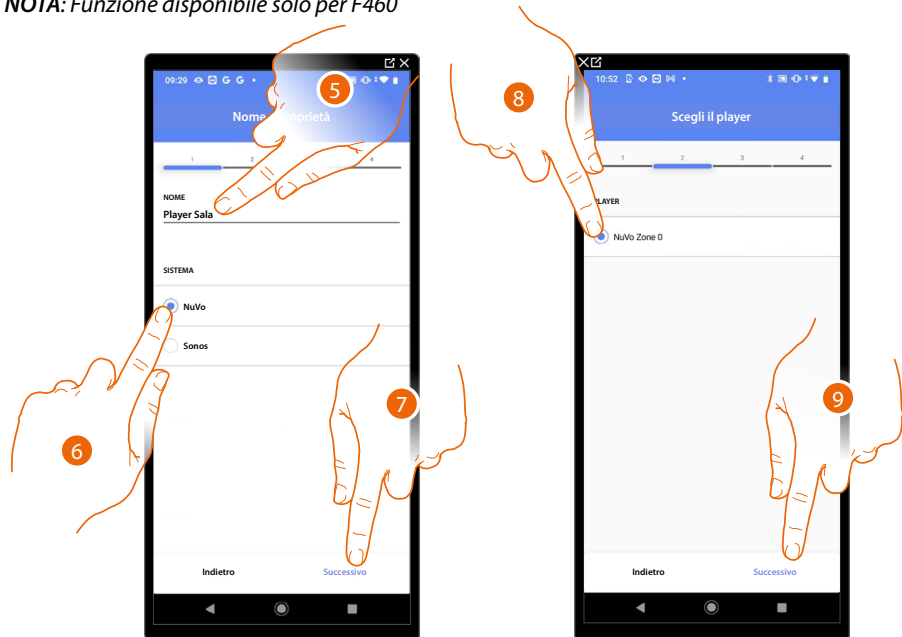 NOTA: Funzione disponibile solo per F460
09:29 G G
Nome proprietà
1 2 4
NOME
Player Sala
SISTEMA
NuVo
Sonos
Indietro Successivo
5
6
7
10:52
Scegli il player
1 2 3 4
PLAYER
NuVo Zone 0
Indietro Successivo
8
9